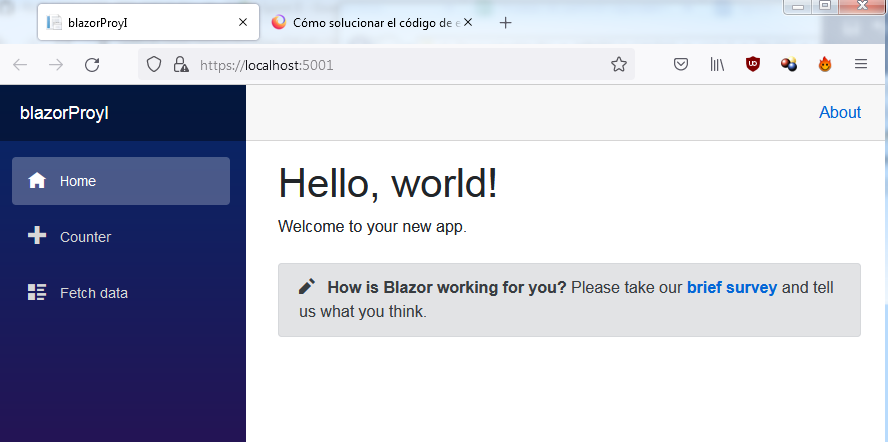 blazorProyI
Cómo solucionar el código de e
https://localhost:5001
blazorProyI
About
Home
Counter
Fetch data
Hello, world!
Welcome to your new app.
How is Blazor working for you? Please take our brief survey and tell
us what you think.